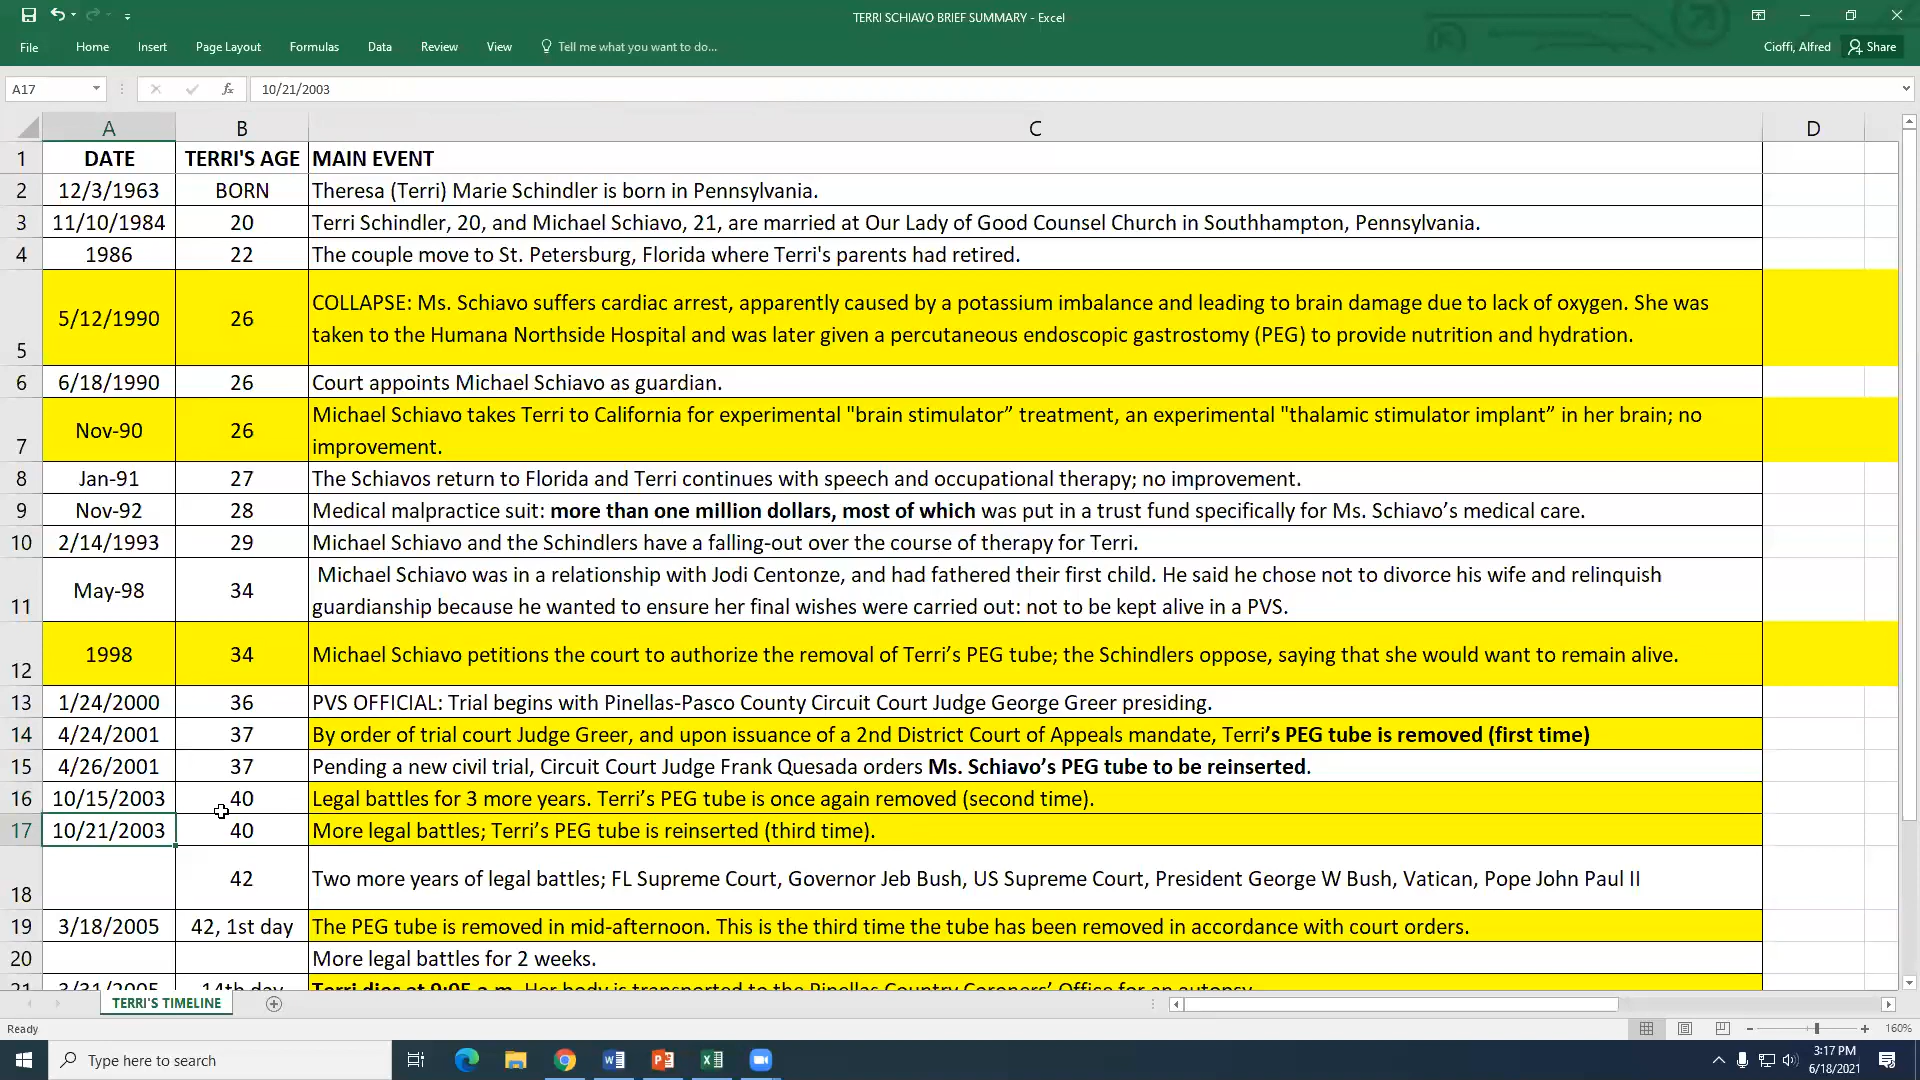 TERRI SCHIAVO BRIEF SUMMARY - Excel
File Home Insert Page Layout Formulas Data Review View Tell me what you want to do... Cioffi, Alfred Share
A17 fx 10/21/2003
A B C D
1 DATE TERRI'S AGE MAIN EVENT
2 12/3/1963 BORN Theresa (Terri) Marie Schindler is born in Pennsylvania.
3 11/10/1984 20 Terri Schindler, 20, and Michael Schiavo, 21, are married at Our Lady of Good Counsel Church in Southhampton, Pennsylvania.
4 1986 22 The couple move to St. Petersburg, Florida where Terri's parents had retired.
5 5/12/1990 26 COLLAPSE: Ms. Schiavo suffers cardiac arrest, apparently caused by a potassium imbalance and leading to brain damage due to lack of oxygen. She was
taken to the Humana Northside Hospital and was later given a percutaneous endoscopic gastrostomy (PEG) to provide nutrition and hydration.
6 6/18/1990 26 Court appoints Michael Schiavo as guardian.
7 Nov-90 26 Michael Schiavo takes Terri to California for experimental "brain stimulator” treatment, an experimental "thalamic stimulator implant” in her brain; no
improvement.
8 Jan-91 27 The Schiavos return to Florida and Terri continues with speech and occupational therapy; no improvement.
9 Nov-92 28 Medical malpractice suit: more than one million dollars, most of which was put in a trust fund specifically for Ms. Schiavo’s medical care.
10 2/14/1993 29 Michael Schiavo and the Schindlers have a falling-out over the course of therapy for Terri.
11 May-98 34 Michael Schiavo was in a relationship with Jodi Centonze, and had fathered their first child. He said he chose not to divorce his wife and relinquish
guardianship because he wanted to ensure her final wishes were carried out: not to be kept alive in a PVS.
12 1998 34 Michael Schiavo petitions the court to authorize the removal of Terri’s PEG tube; the Schindlers oppose, saying that she would want to remain alive.
13 1/24/2000 36 PVS OFFICIAL: Trial begins with Pinellas-Pasco County Circuit Court Judge George Greer presiding.
14 4/24/2001 37 By order of trial court Judge Greer, and upon issuance of a 2nd District Court of Appeals mandate, Terri’s PEG tube is removed (first time)
15 4/26/2001 37 Pending a new civil trial, Circuit Court Judge Frank Quesada orders Ms. Schiavo’s PEG tube to be reinserted.
16 10/15/2003 40 Legal battles for 3 more years. Terri’s PEG tube is once again removed (second time).
17 10/21/2003 40 More legal battles; Terri’s PEG tube is reinserted (third time).
18 42 Two more years of legal battles; FL Supreme Court, Governor Jeb Bush, US Supreme Court, President George W Bush, Vatican, Pope John Paul II
19 3/18/2005 42, 1st day The PEG tube is removed in mid-afternoon. This is the third time the tube has been removed in accordance with court orders.
20 More legal battles for 2 weeks.
21 3/31/2005 14th day Terri dies at 9:05 a.m. Her body is transported to the Pinellas Country Coroners’ Office for an autopsy.
TERRI'S TIMELINE
Ready 160%
Type here to search
3:17 PM
6/18/2021